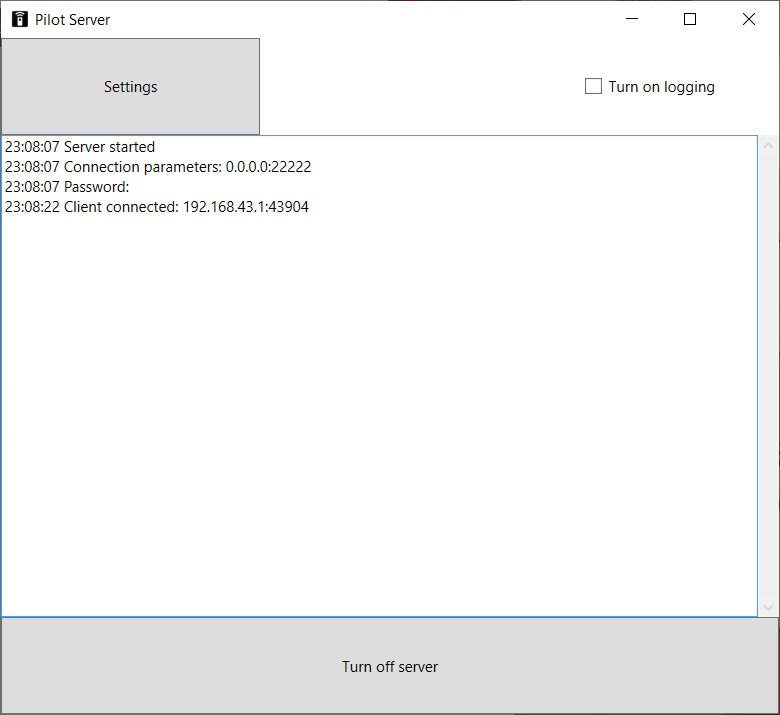 Pilot Server
Settings
Turn on logging
23:08:07 Server started
23:08:07 Connection parameters: 0.0.0.0:22222
23:08:07 Password:
23:08:22 Client connected: 192.168.43.1:43904
Turn off server